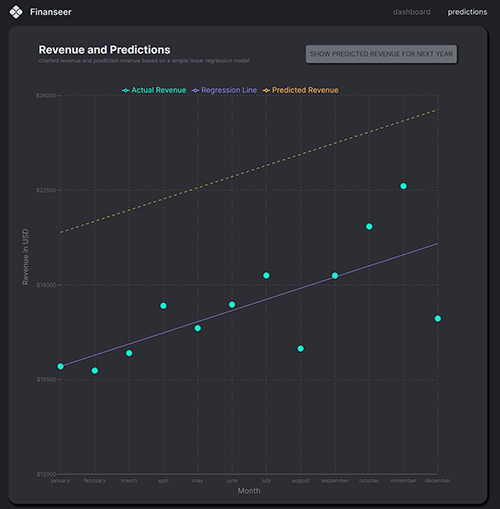 Finanseer
dashboard
predictions
Revenue and Predictions
charted revenue and predicted revenue based on a simple linear regression model
SHOW PREDICTED REVENUE FOR NEXT YEAR
Actual Revenue
Regression Line
Predicted Revenue
$26000
$22500
$19000
$15500
$12000
Revenue in USD
january
february
march
april
may
june
july
august
september
october
november
december
Month